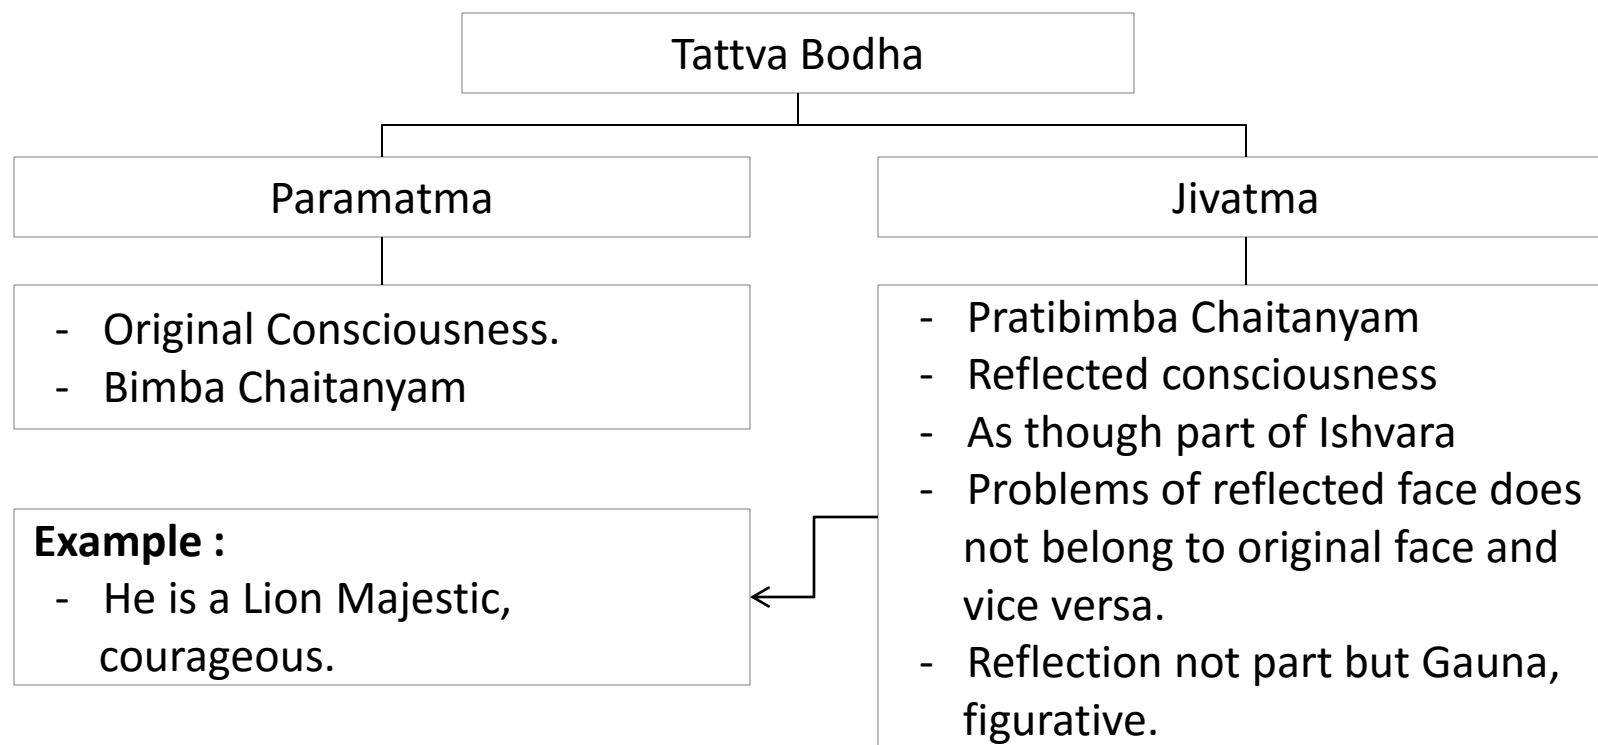 Tattva Bodha
Paramatma
Jivatma
- Original Consciousness.
- Bimba Chaitanyam
- Pratibimba Chaitanyam
- Reflected consciousness
- As though part of Ishvara
- Problems of reflected face does
not belong to original face and
vice versa.
- Reflection not part but Gauna,
figurative.
Example :
- He is a Lion Majestic,
courageous.